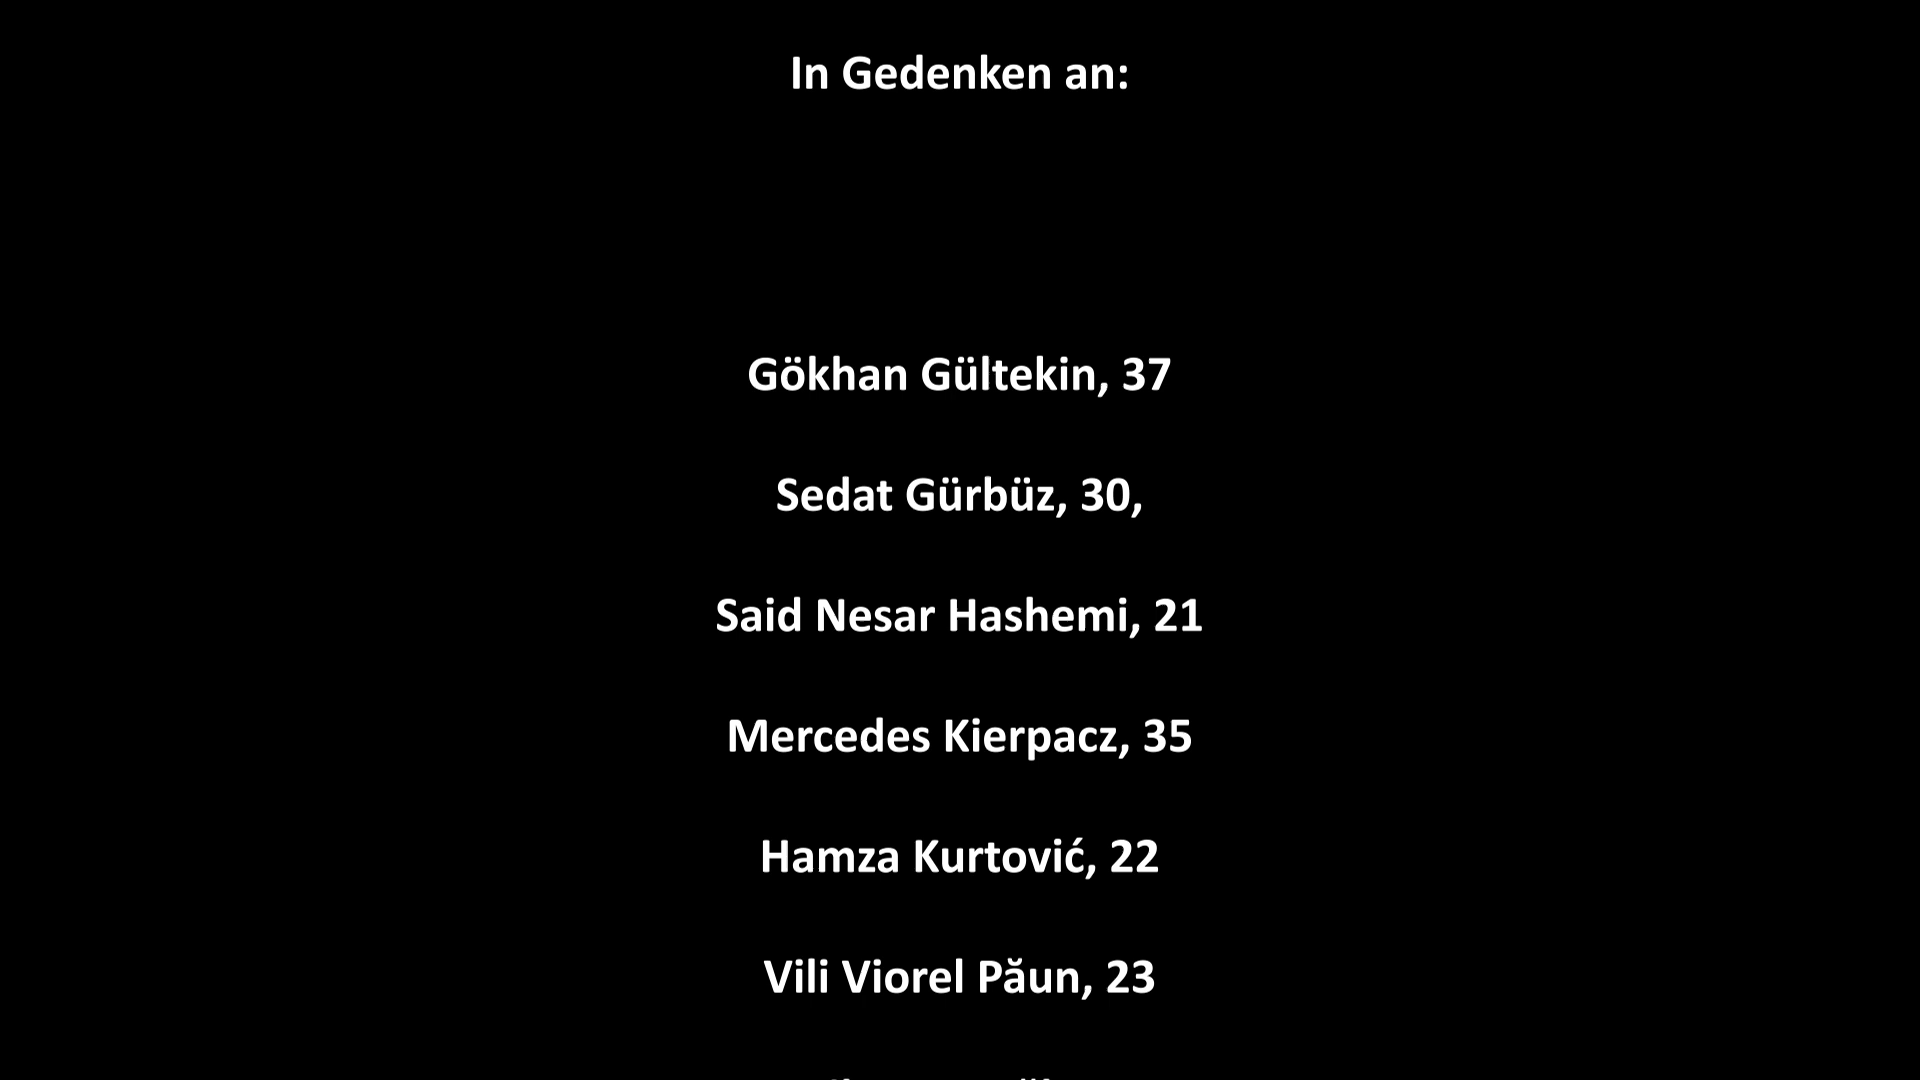 In Gedenken an:
Gökhan Gültekin, 37
Sedat Gürbüz, 30,
Said Nesar Hashemi, 21
Mercedes Kierpacz, 35
Hamza Kurtović, 22
Vili Viorel Păun, 23